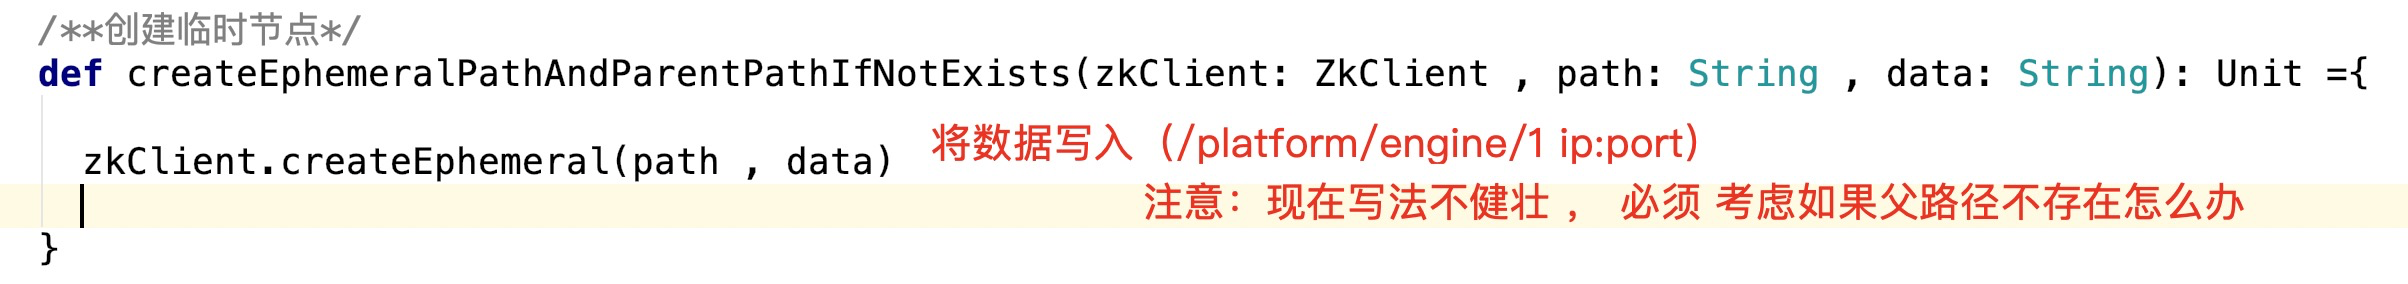 /**创建临时节点*/
def createEphemeralPathAndParentPathIfNotExists(zkClient: ZkClient , path: String , data: String): Unit ={
zkClient.createEphemeral(path , data) 将数据写入（/platform/engine/1 ip:port）
注意：现在写法不健壮 ， 必须 考虑如果父路径不存在怎么办
}